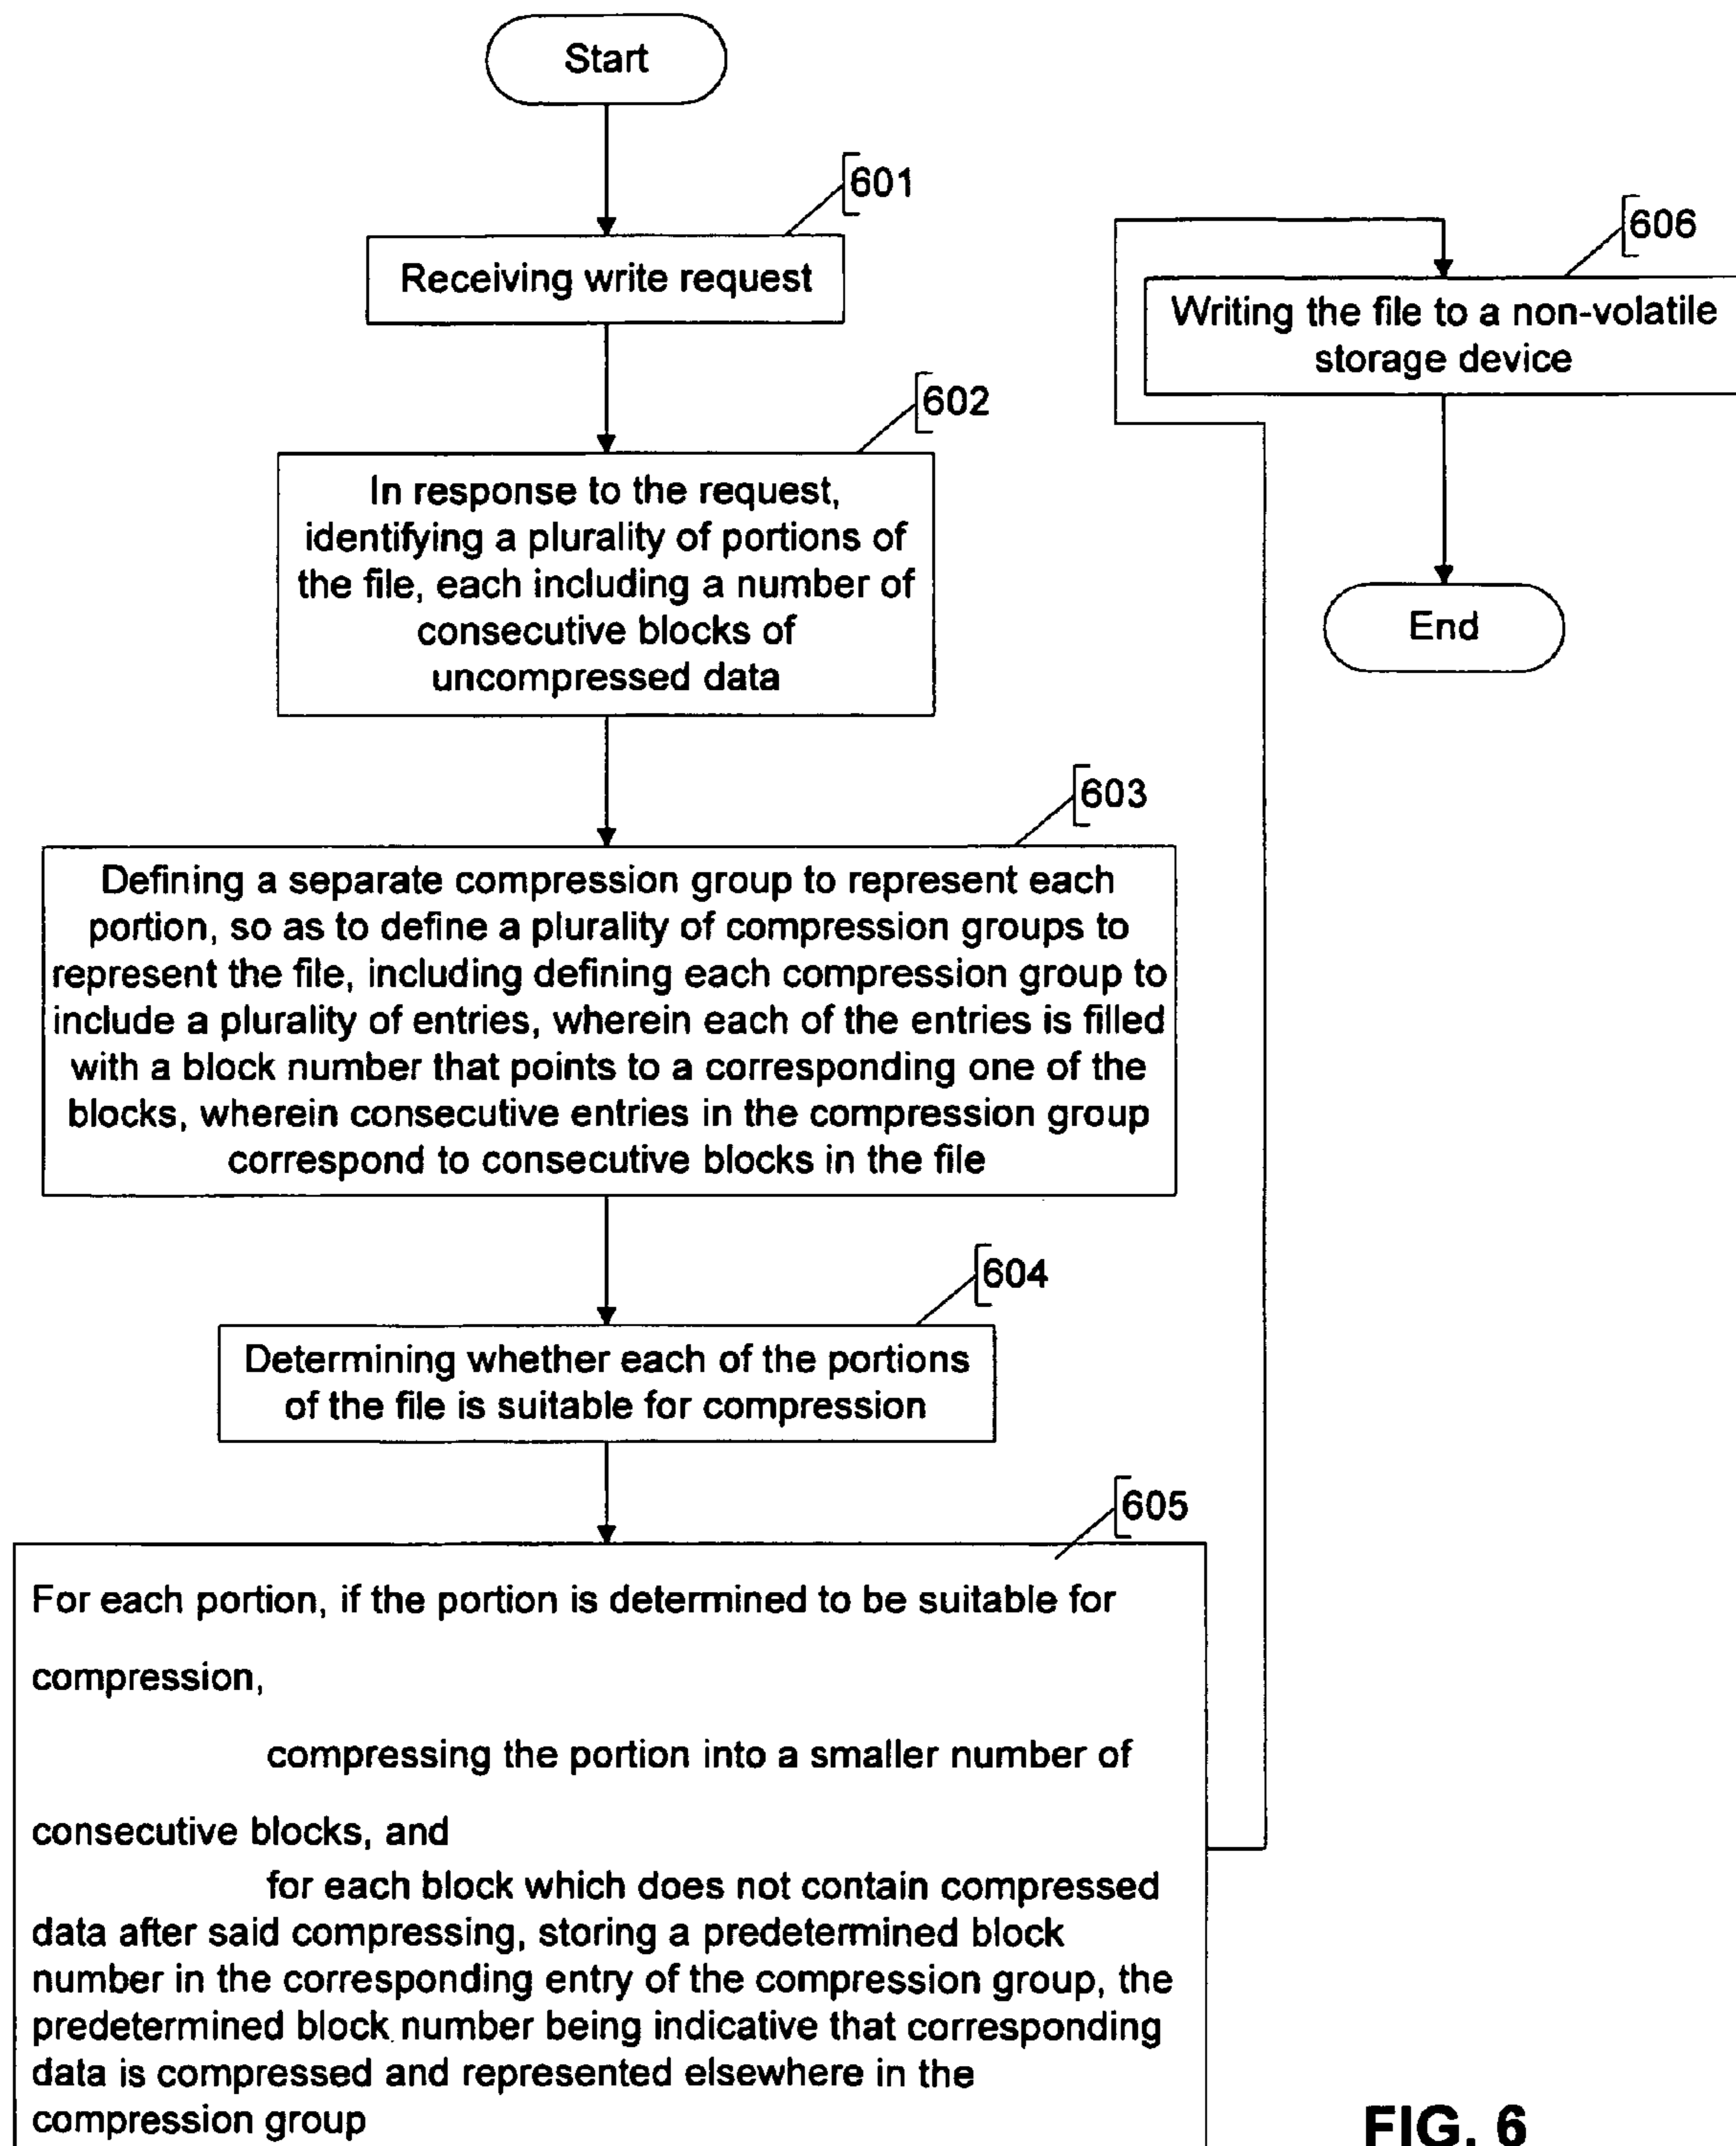 Start
601
Receiving write request
602
In response to the request,
identifying a plurality of portions of
the file, each including a number of
consecutive blocks of
uncompressed data
603
Defining a separate compression group to represent each
portion, so as to define a plurality of compression groups to
represent the file, including defining each compression group to
include a plurality of entries, wherein each of the entries is filled
with a block number that points to a corresponding one of the
blocks, wherein consecutive entries in the compression group
correspond to consecutive blocks in the file
604
Determining whether each of the portions
of the file is suitable for compression
605
For each portion, if the portion is determined to be suitable for
compression,
compressing the portion into a smaller number of
consecutive blocks, and
for each block which does not contain compressed
data after said compressing, storing a predetermined block
number in the corresponding entry of the compression group, the
predetermined block number being indicative that corresponding
data is compressed and represented elsewhere in the
compression group
606
Writing the file to a non-volatile
storage device
End
FIG. 6